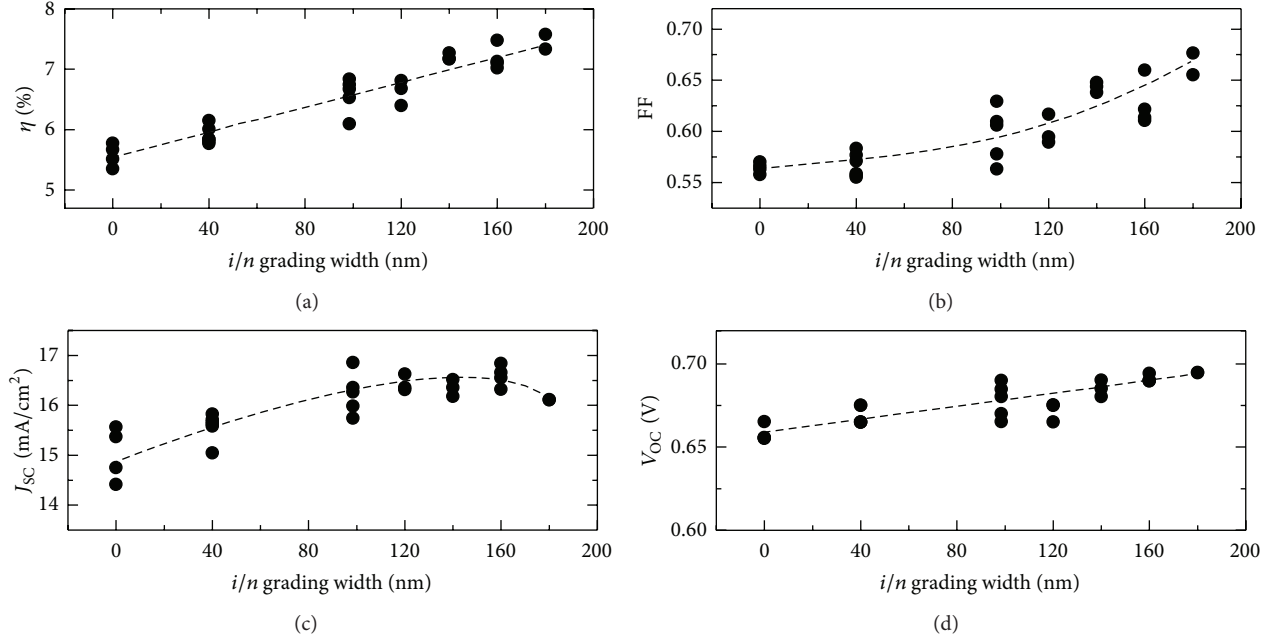 8
7
6
5
η (%)
0 40 80 120 160 200
i/n grading width (nm)
(a)
0.70
0.65
0.60
0.55
FF
0 40 80 120 160 200
i/n grading width (nm)
(b)
17
16
15
14
J_SC (mA/cm²)
0 40 80 120 160 200
i/n grading width (nm)
(c)
0.70
0.65
0.60
V_OC (V)
0 40 80 120 160 200
i/n grading width (nm)
(d)